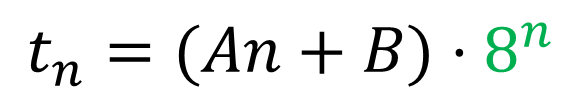 tₙ = (An + B) · 8ⁿ